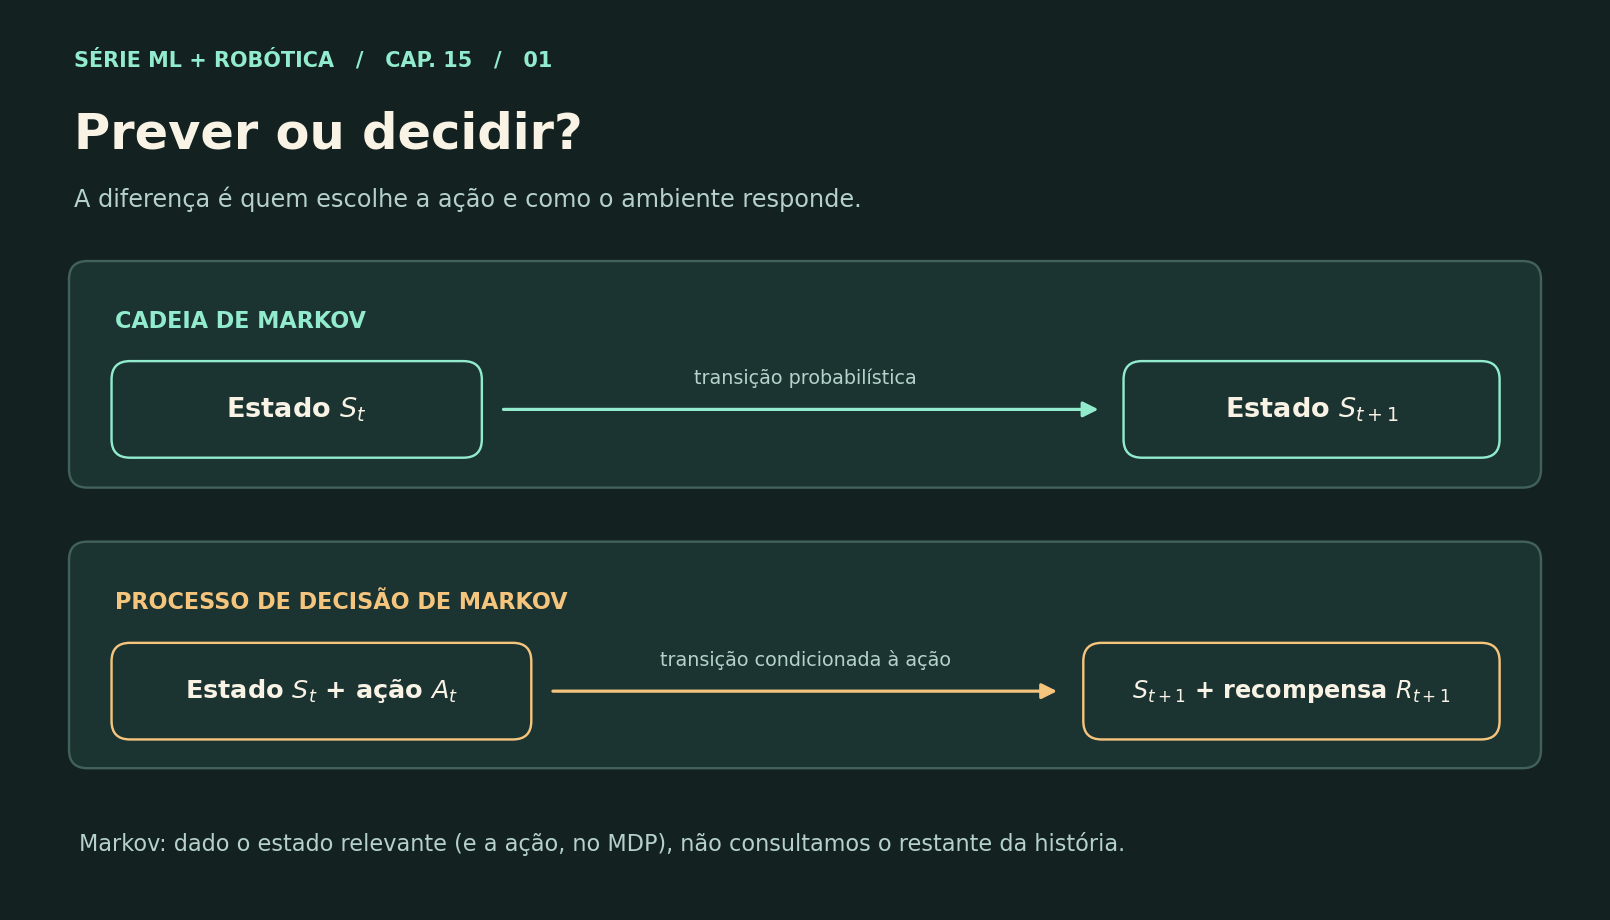 SÉRIE ML + ROBÓTICA / CAP. 15 / 01
Prever ou decidir?
A diferença é quem escolhe a ação e como o ambiente responde.
CADEIA DE MARKOV
Estado $S_t$
transição probabilística
Estado $S_{t+1}$
PROCESSO DE DECISÃO DE MARKOV
Estado $S_t$ + ação $A_t$
transição condicionada à ação
$S_{t+1}$ + recompensa $R_{t+1}$
Markov: dado o estado relevante (e a ação, no MDP), não consultamos o restante da história.